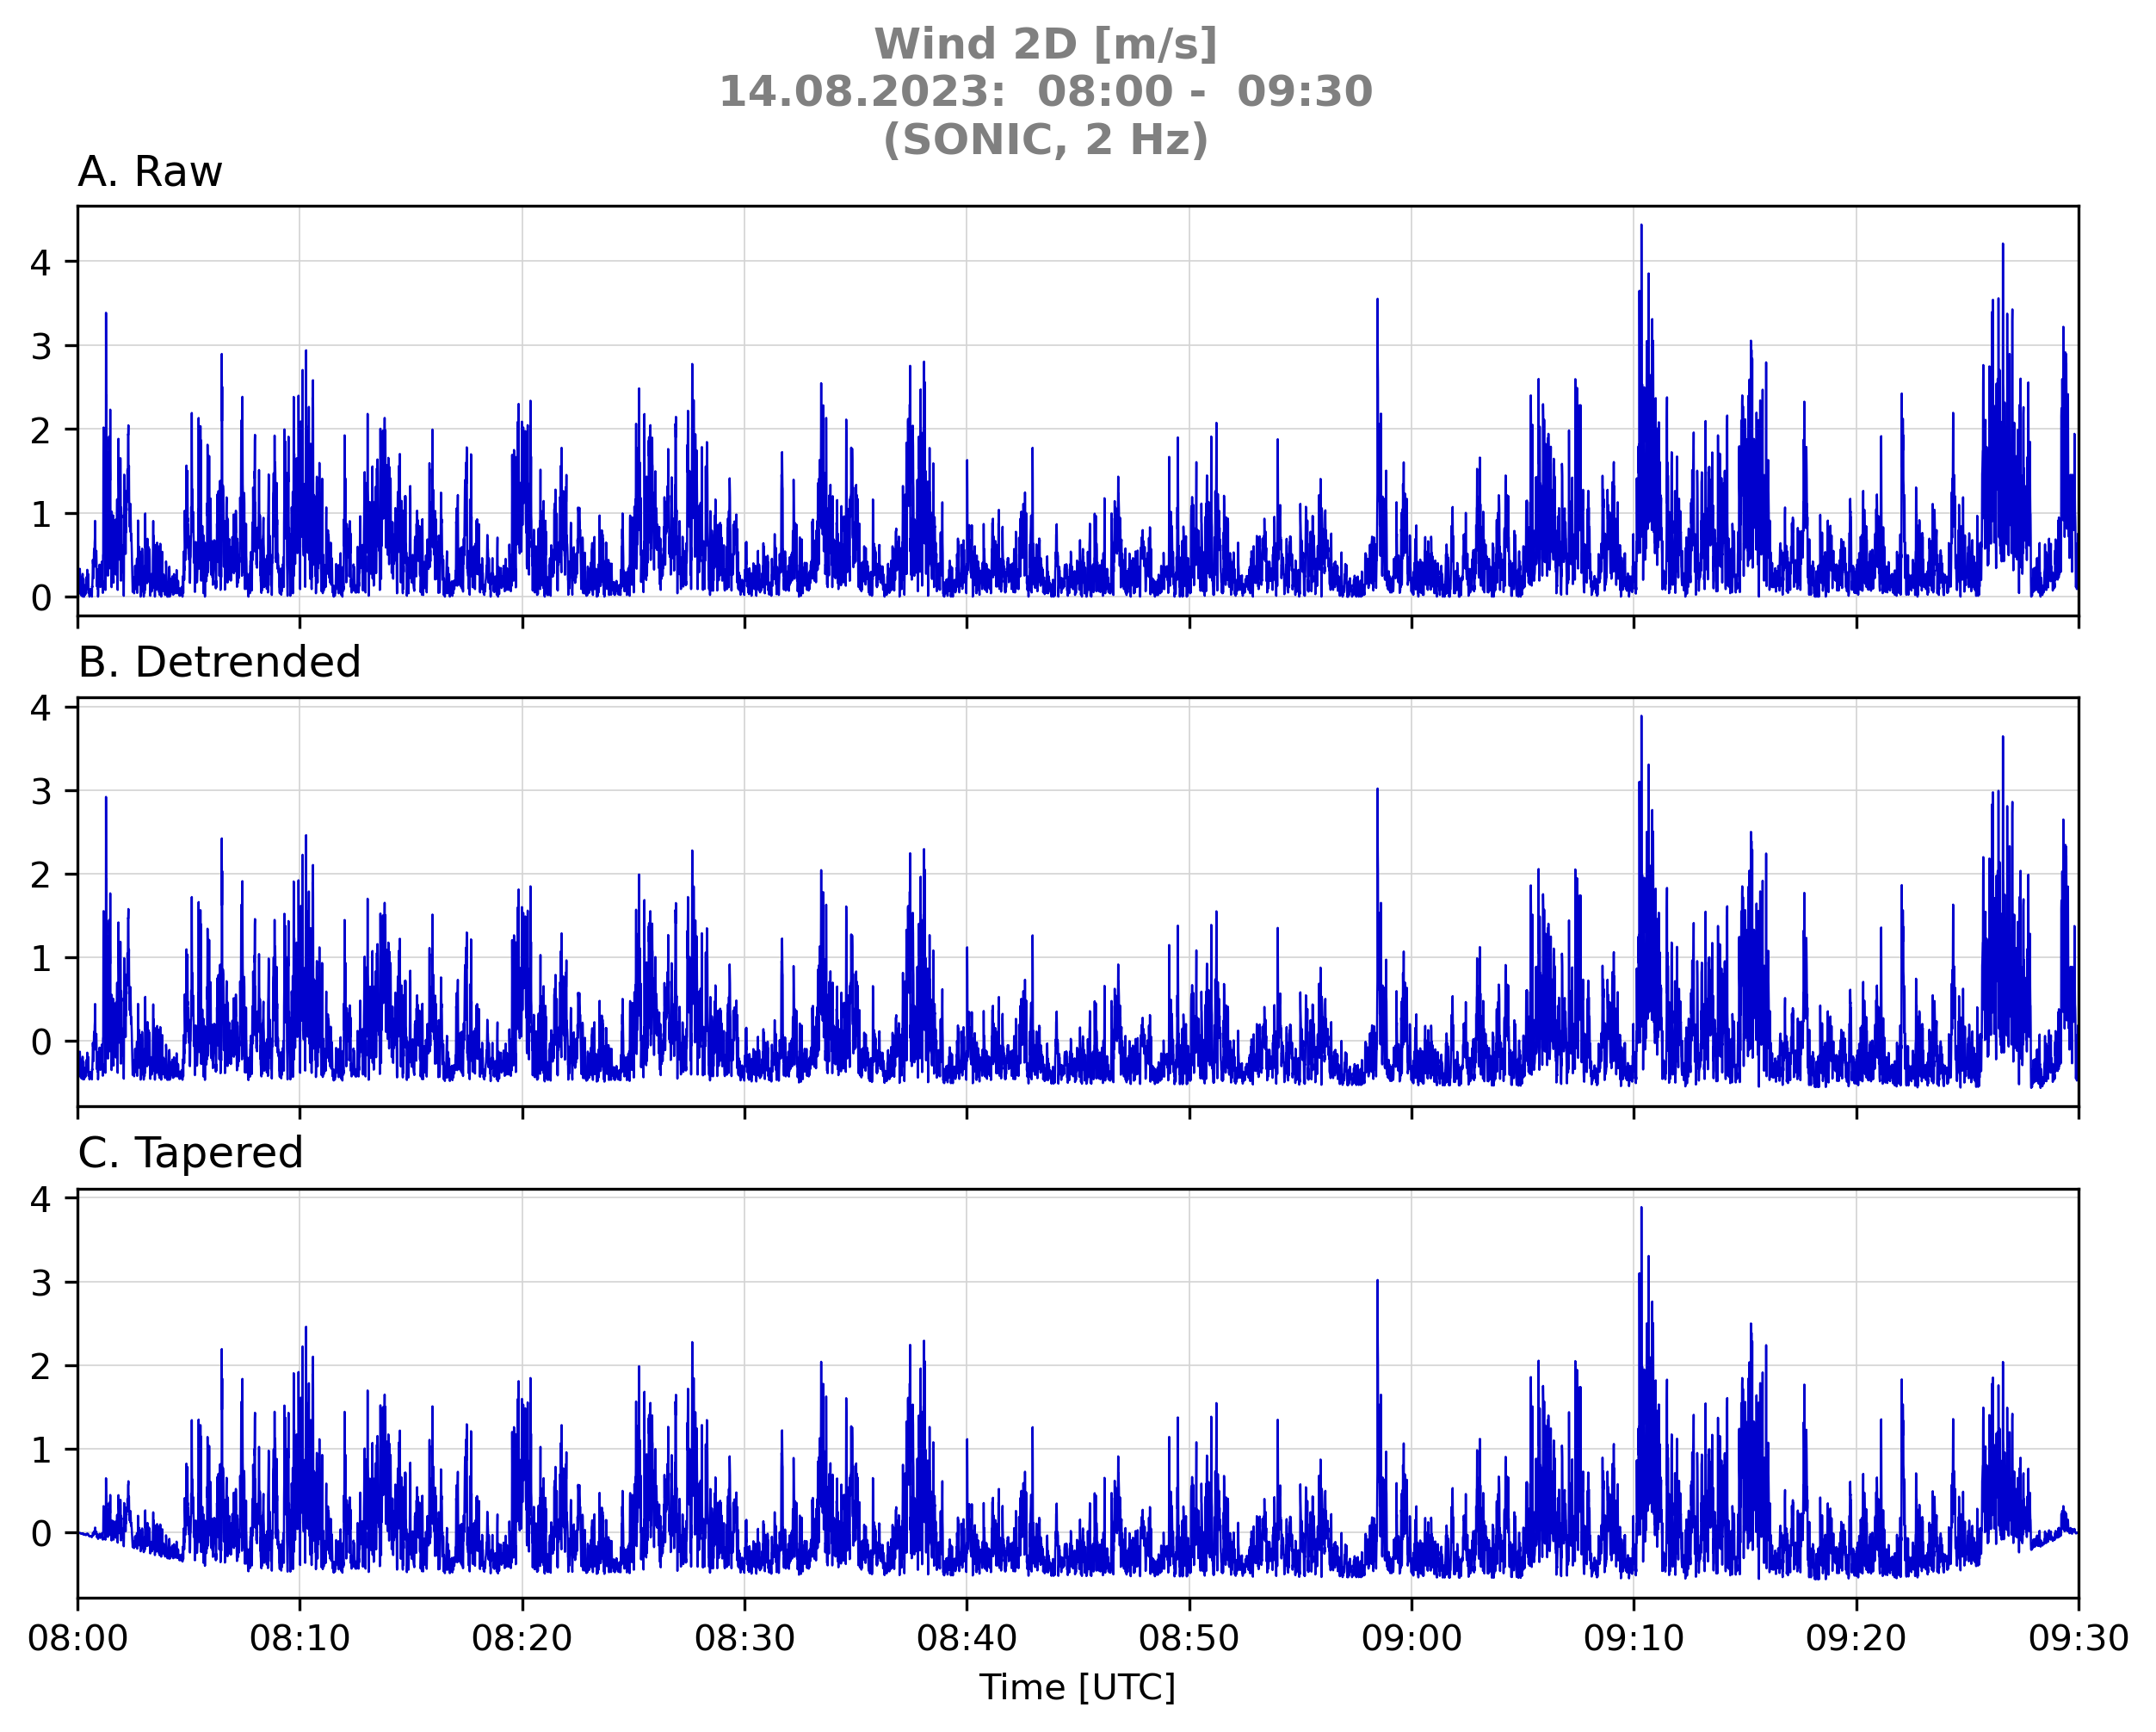 Wind 2D [m/s]
14.08.2023:  08:00 -  09:30
(SONIC, 2 Hz)
A. Raw
4
3
2
1
0
B. Detrended
4
3
2
1
0
C. Tapered
4
3
2
1
0
08:00 08:10 08:20 08:30 08:40 08:50 09:00 09:10 09:20 09:30
Time [UTC]